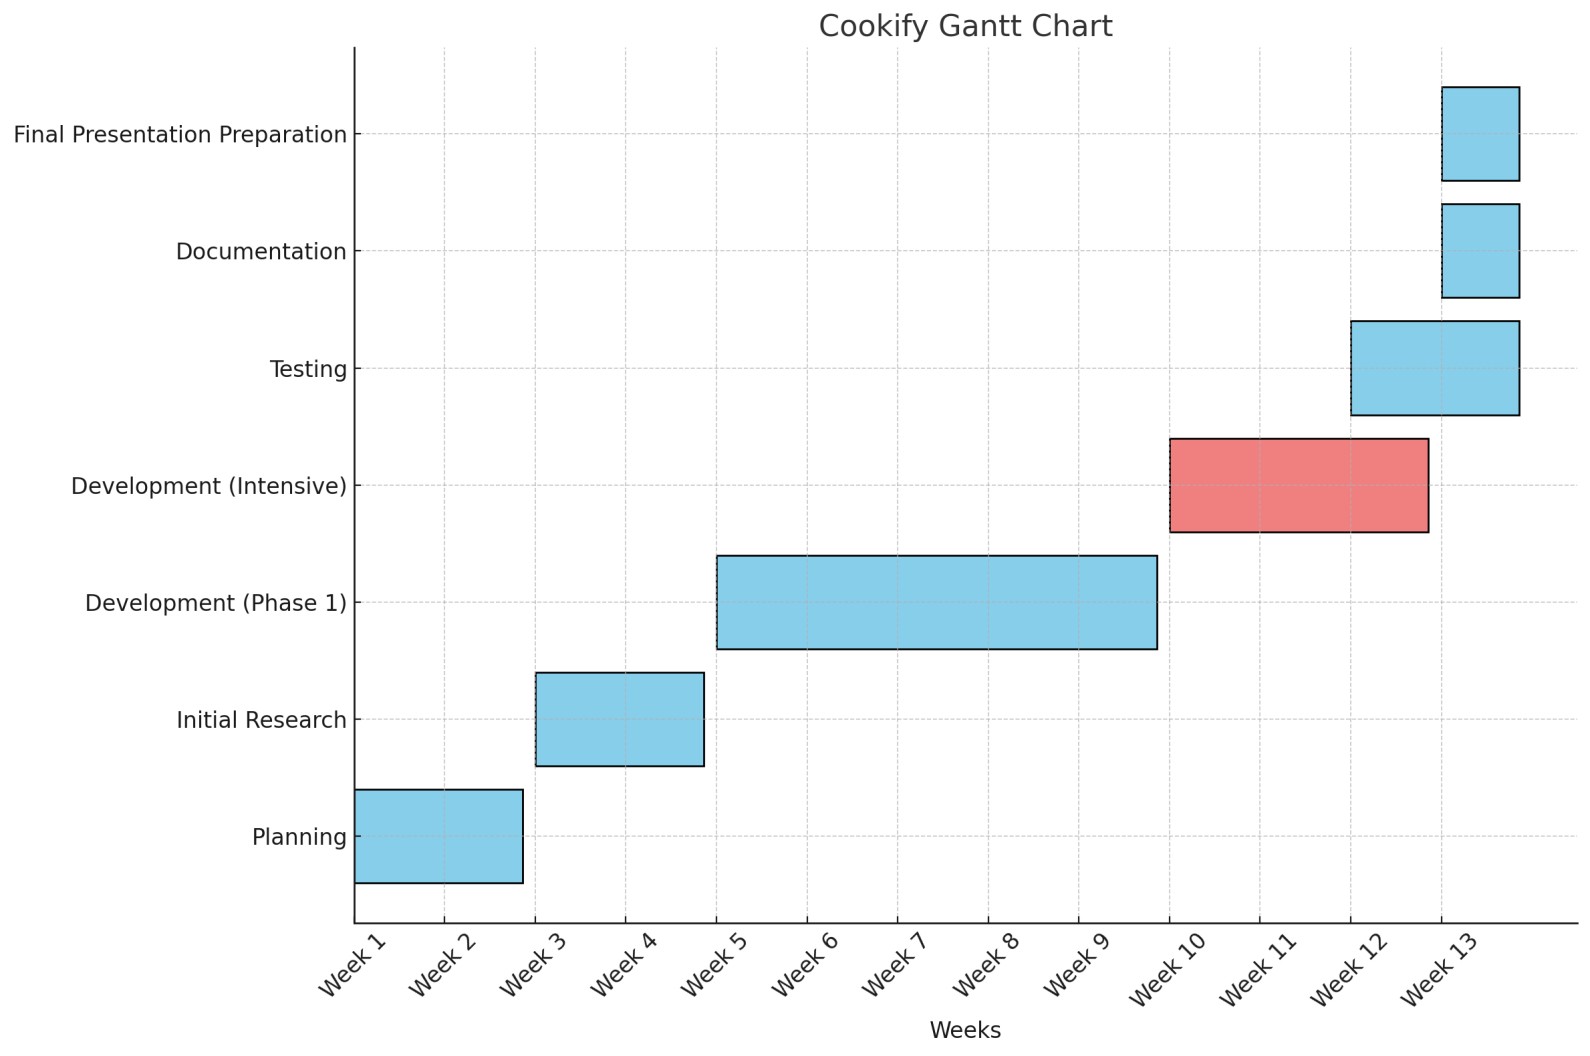 Cookify Gantt Chart
Final Presentation Preparation
Documentation
Testing
Development (Intensive)
Development (Phase 1)
Initial Research
Planning
Week 1
Week 2
Week 3
Week 4
Week 5
Week 6
Week 7
Week 8
Week 9
Week 10
Week 11
Week 12
Week 13
Weeks